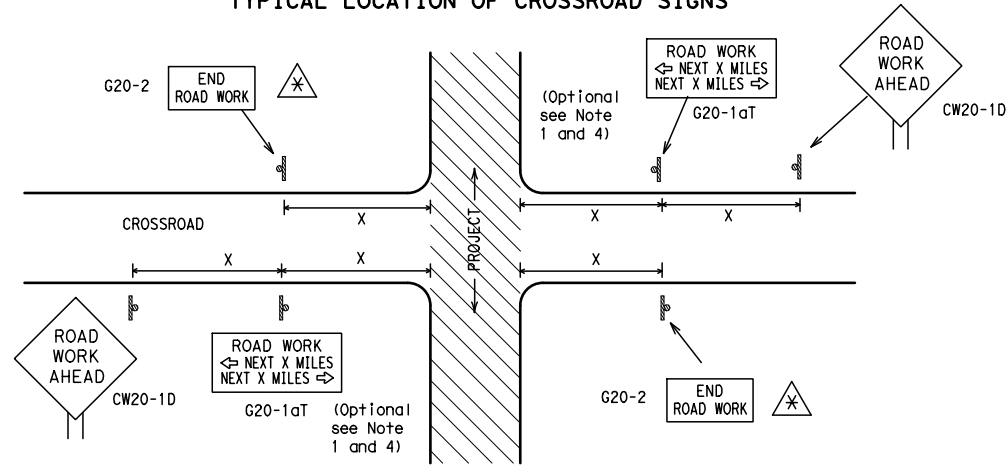 TYPICAL LOCATION OF CROSSROAD SIGNS
G20-2
END
ROAD WORK
*
(Optional
see Note
1 and 4)
ROAD WORK
⇦ NEXT X MILES
NEXT X MILES ⇨
G20-1aT
ROAD
WORK
AHEAD
CW20-1D
X
X
X
CROSSROAD
PROJECT
X
X
X
ROAD
WORK
AHEAD
CW20-1D
ROAD WORK
⇦ NEXT X MILES
NEXT X MILES ⇨
G20-1aT
(Optional
see Note
1 and 4)
G20-2
END
ROAD WORK
*